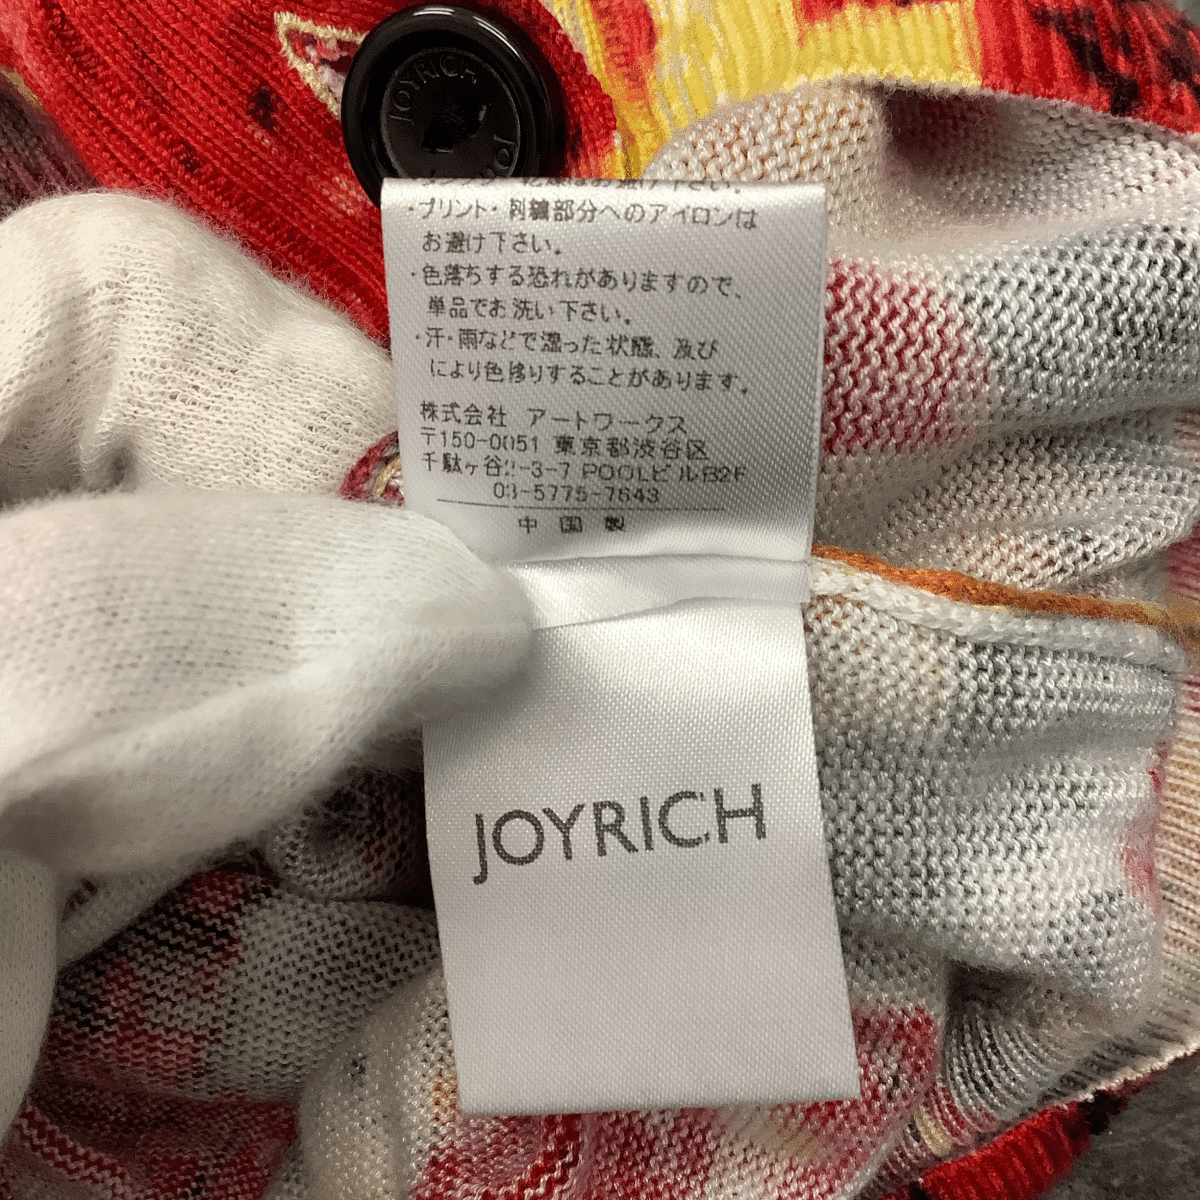 JOYRICH
お避け下さい。
・プリント・刺繍部分へのアイロンは
お避け下さい。
・色落ちする恐れがありますので、
単品でお洗い下さい。
・汗・雨などで湿った状態、及び
により色移りすることがあります。
株式会社 アートワークス
〒150-0051 東京都渋谷区
千駄ヶ谷2-3-7 POOLビルB2F
03-5775-7643
中国製
JOYRICH